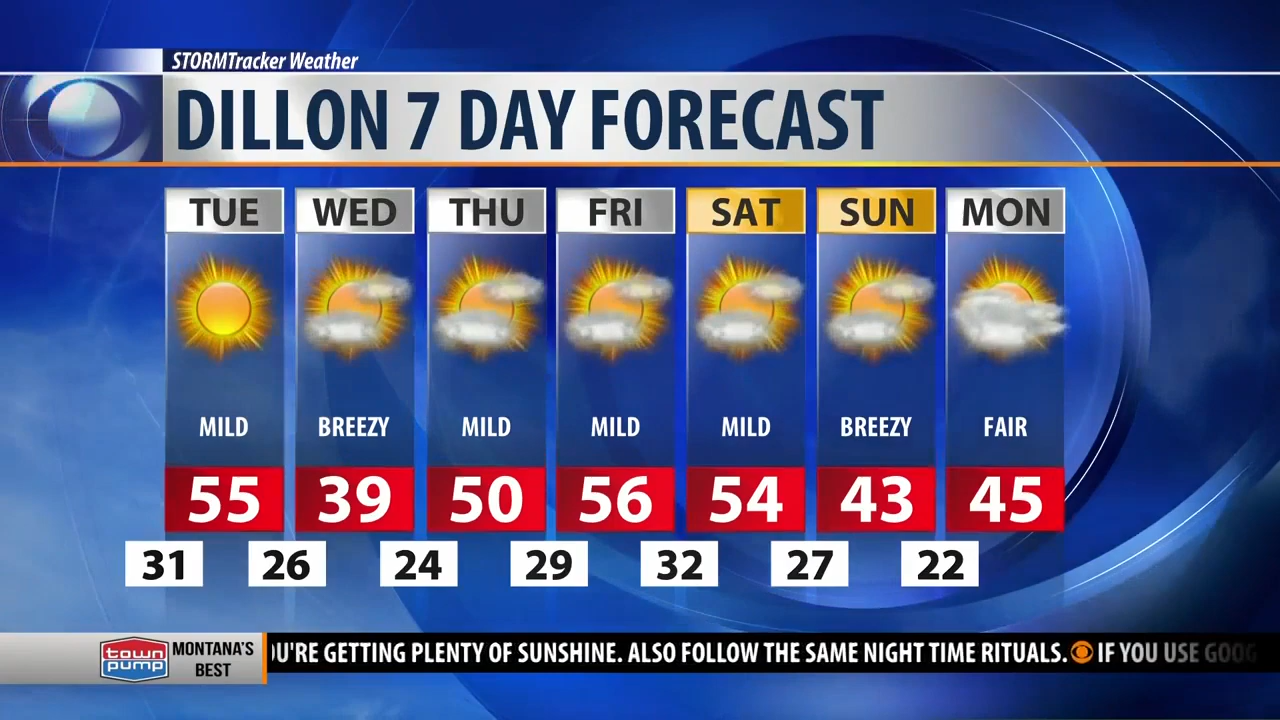 STORMTracker Weather
DILLON 7 DAY FORECAST
TUE WED THU FRI SAT SUN MON
MILD BREEZY MILD MILD MILD BREEZY FAIR
55 39 50 56 54 43 45
31 26 24 29 32 27 22
town pump
MONTANA'S BEST
OU'RE GETTING PLENTY OF SUNSHINE. ALSO FOLLOW THE SAME NIGHT TIME RITUALS. IF YOU USE GOOG